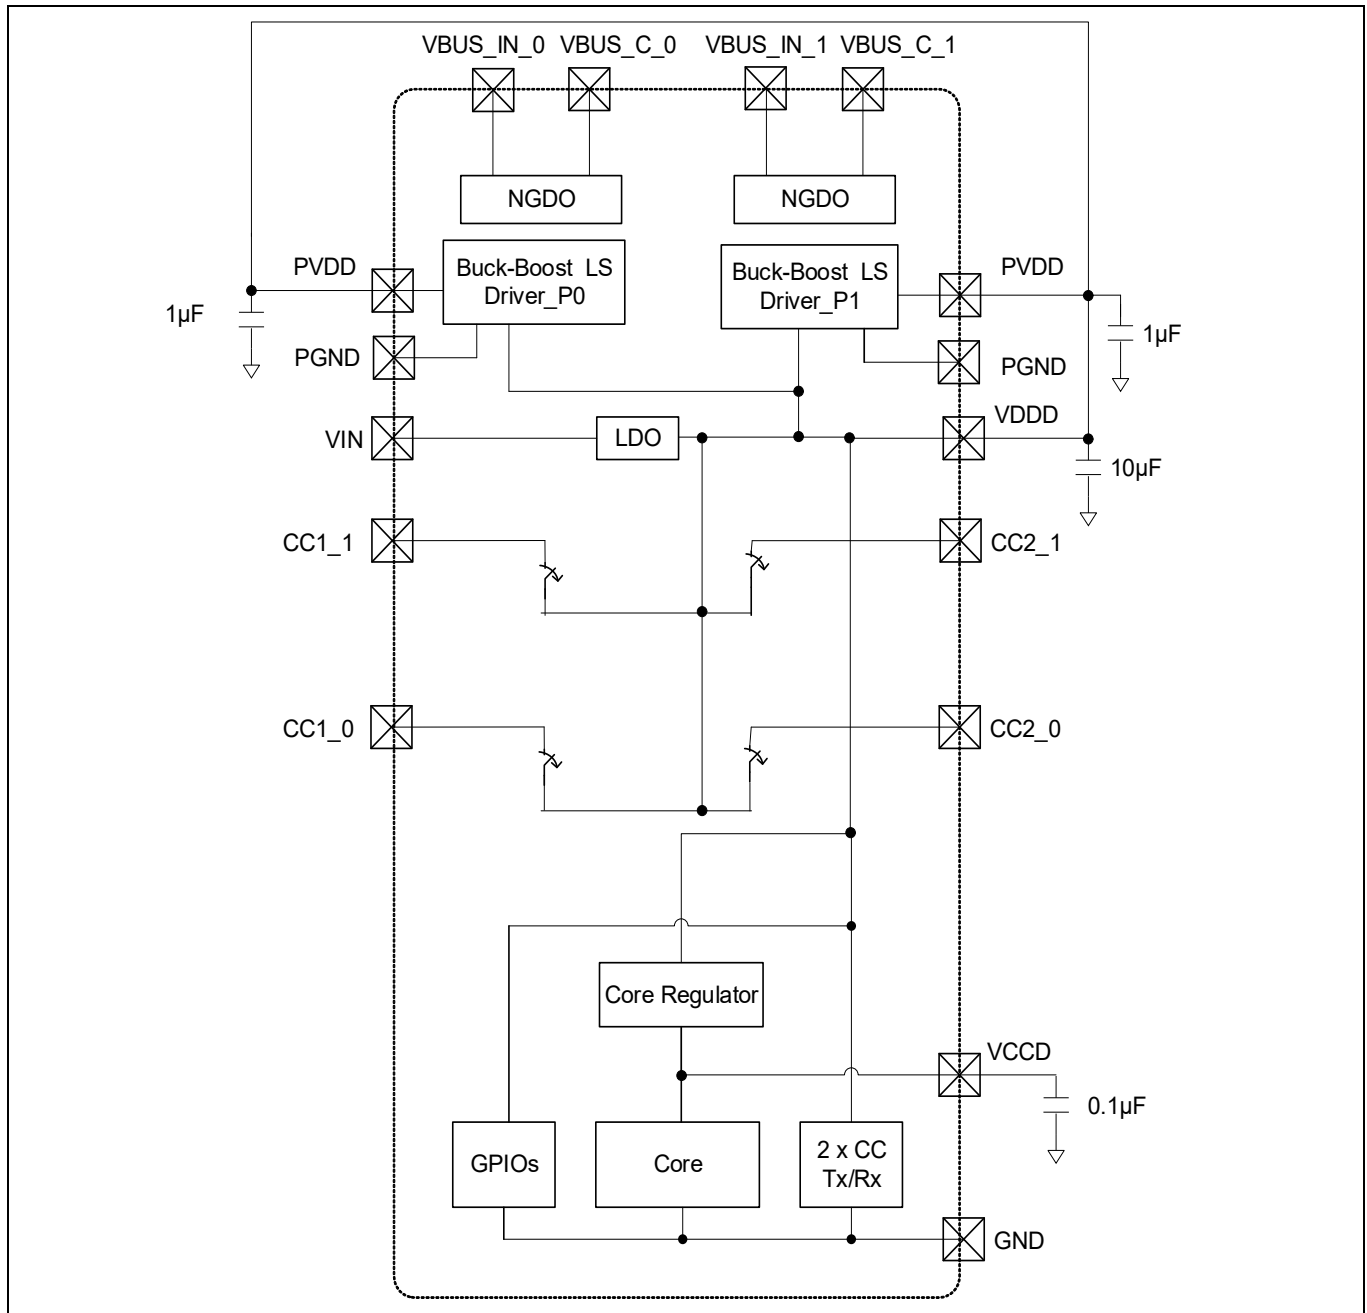 VBUS_IN_0
VBUS_C_0
VBUS_IN_1
VBUS_C_1
NGDO
NGDO
PVDD
Buck-Boost LS
Driver_P0
Buck-Boost LS
Driver_P1
PVDD
1µF
1µF
PGND
PGND
VIN
LDO
VDDD
10µF
CC1_1
CC2_1
CC1_0
CC2_0
Core Regulator
VCCD
0.1µF
GPIOs
Core
2 x CC
Tx/Rx
GND